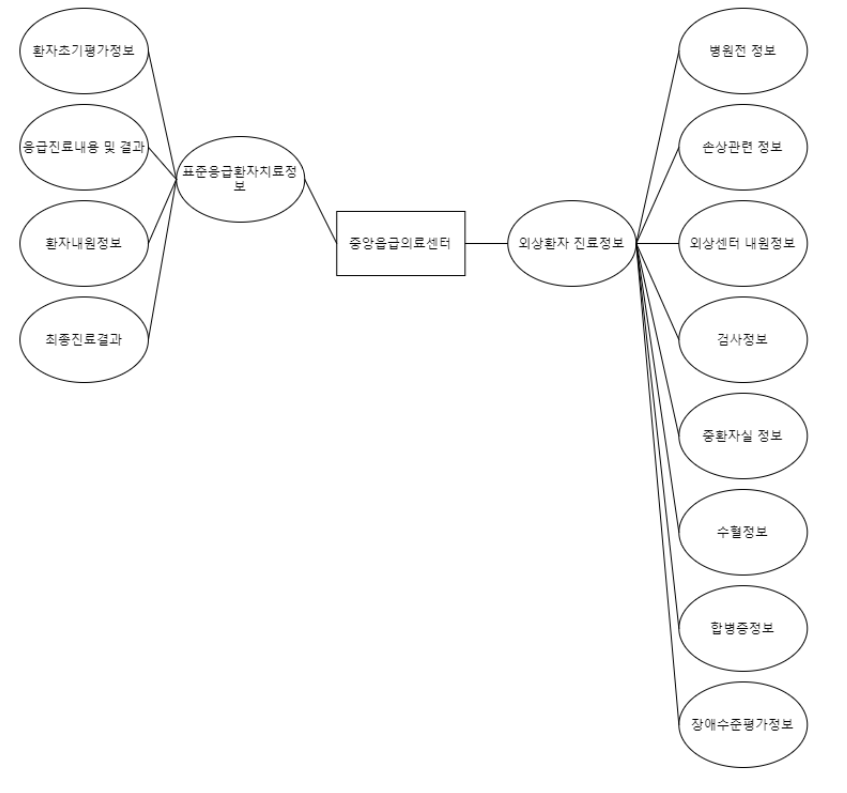 환자초기평가정보
응급진료내용 및 결과
환자내원정보
최종진료결과
표준응급환자치료정
보
중앙읍급의료센터
외상환자 진료정보
병원전 정보
손상관련 정보
외상센터 내원정보
검사정보
중환자실 정보
수혈정보
합병증정보
장애수준평가정보